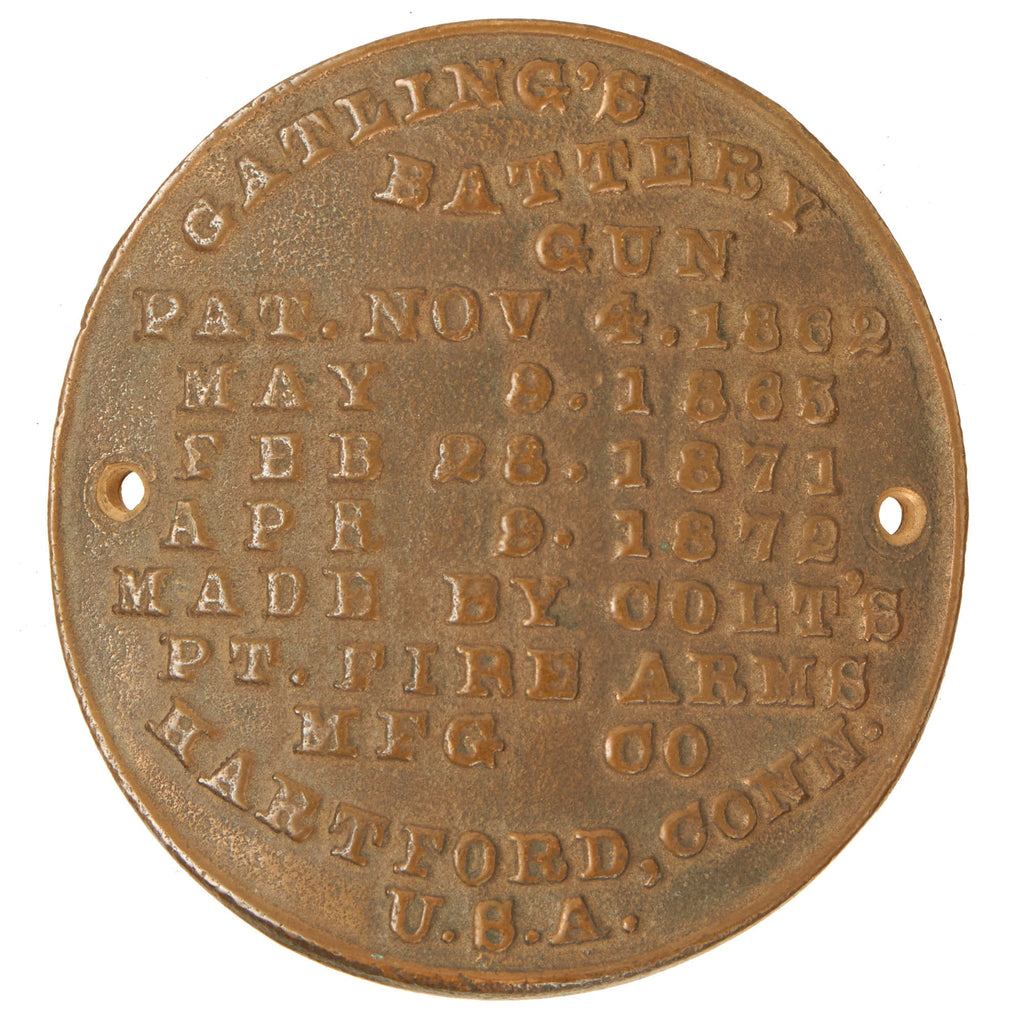 GATLING'S
BATTERY
GUN
PAT. NOV 4. 1862
MAY 9. 1865
FEB 28. 1871
APR 9. 1872
MADE BY COLT'S
PT. FIRE ARMS
MFG CO
HARTFORD, CONN.
U.S.A.